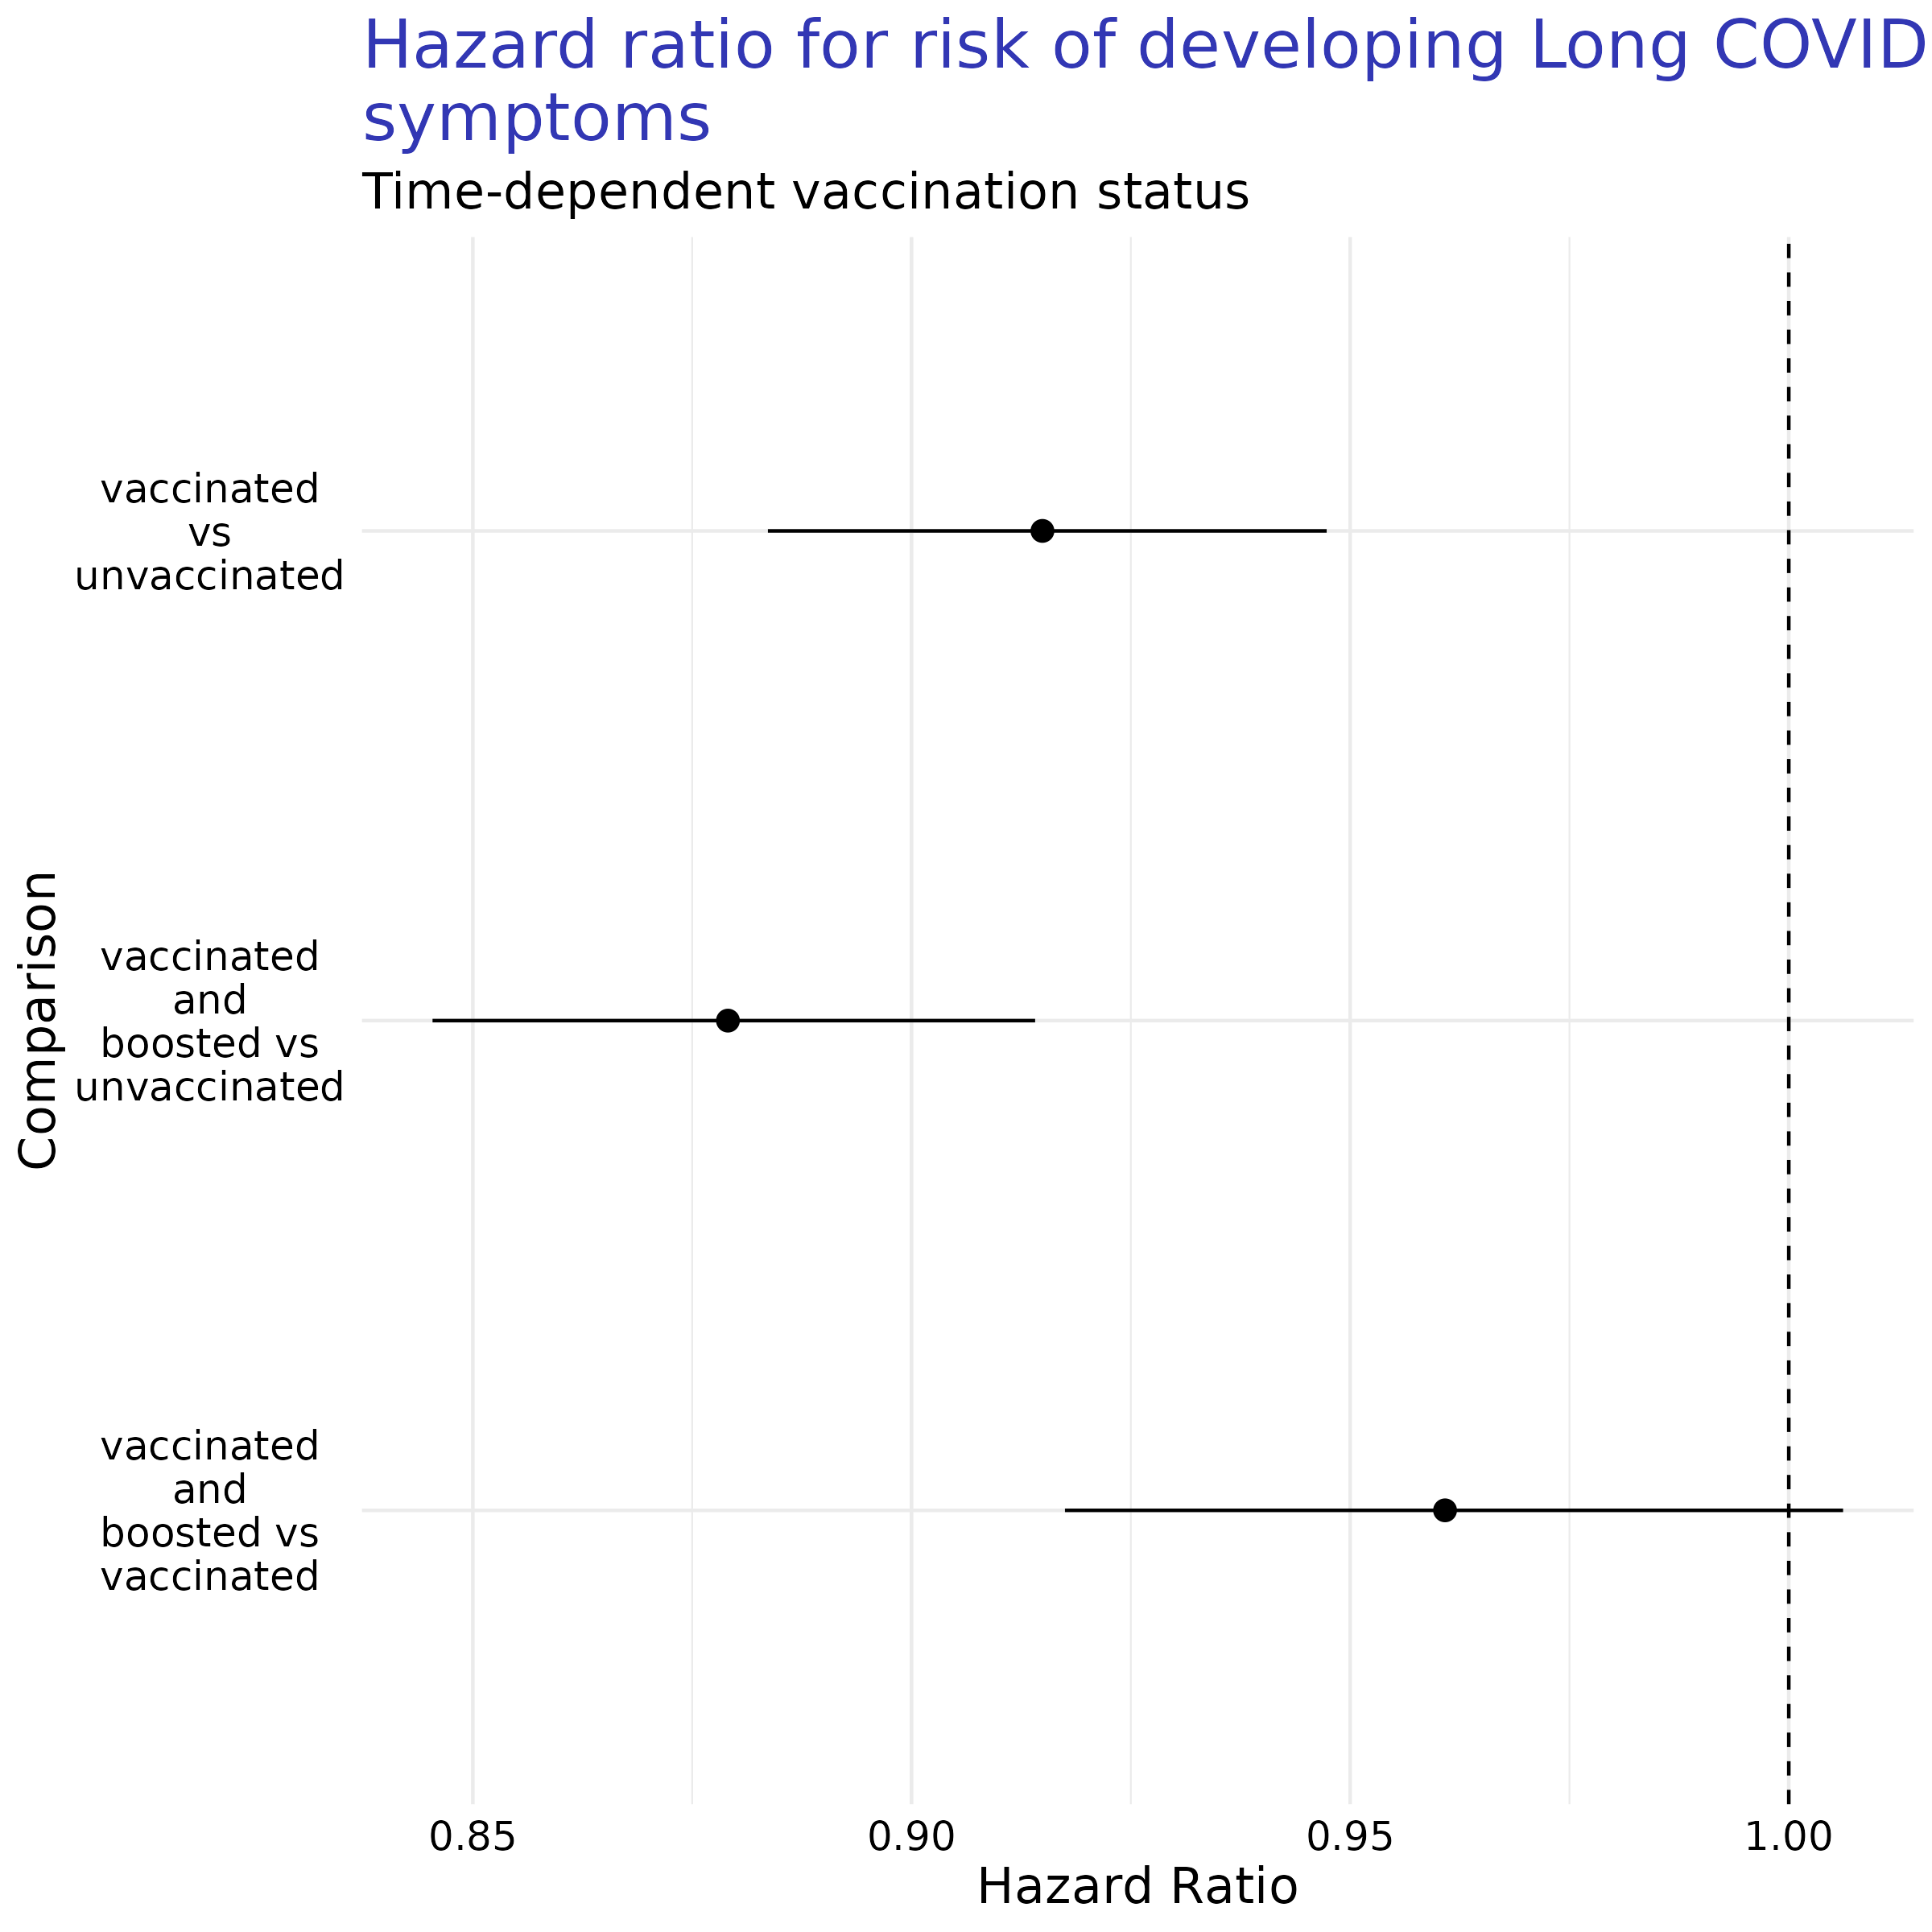 Hazard ratio for risk of developing Long COVID
symptoms
Time-dependent vaccination status
vaccinated
vs
unvaccinated
Comparison
vaccinated
and
boosted vs
unvaccinated
vaccinated
and
boosted vs
vaccinated
0.85
0.90
0.95
1.00
Hazard Ratio